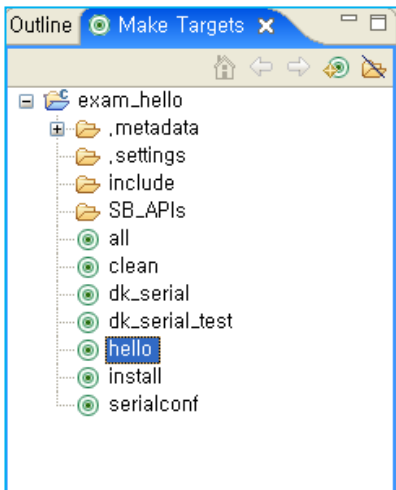 Outline Make Targets
exam_hello
.metadata
.settings
include
SB_APIs
all
clean
dk_serial
dk_serial_test
hello
install
serialconf